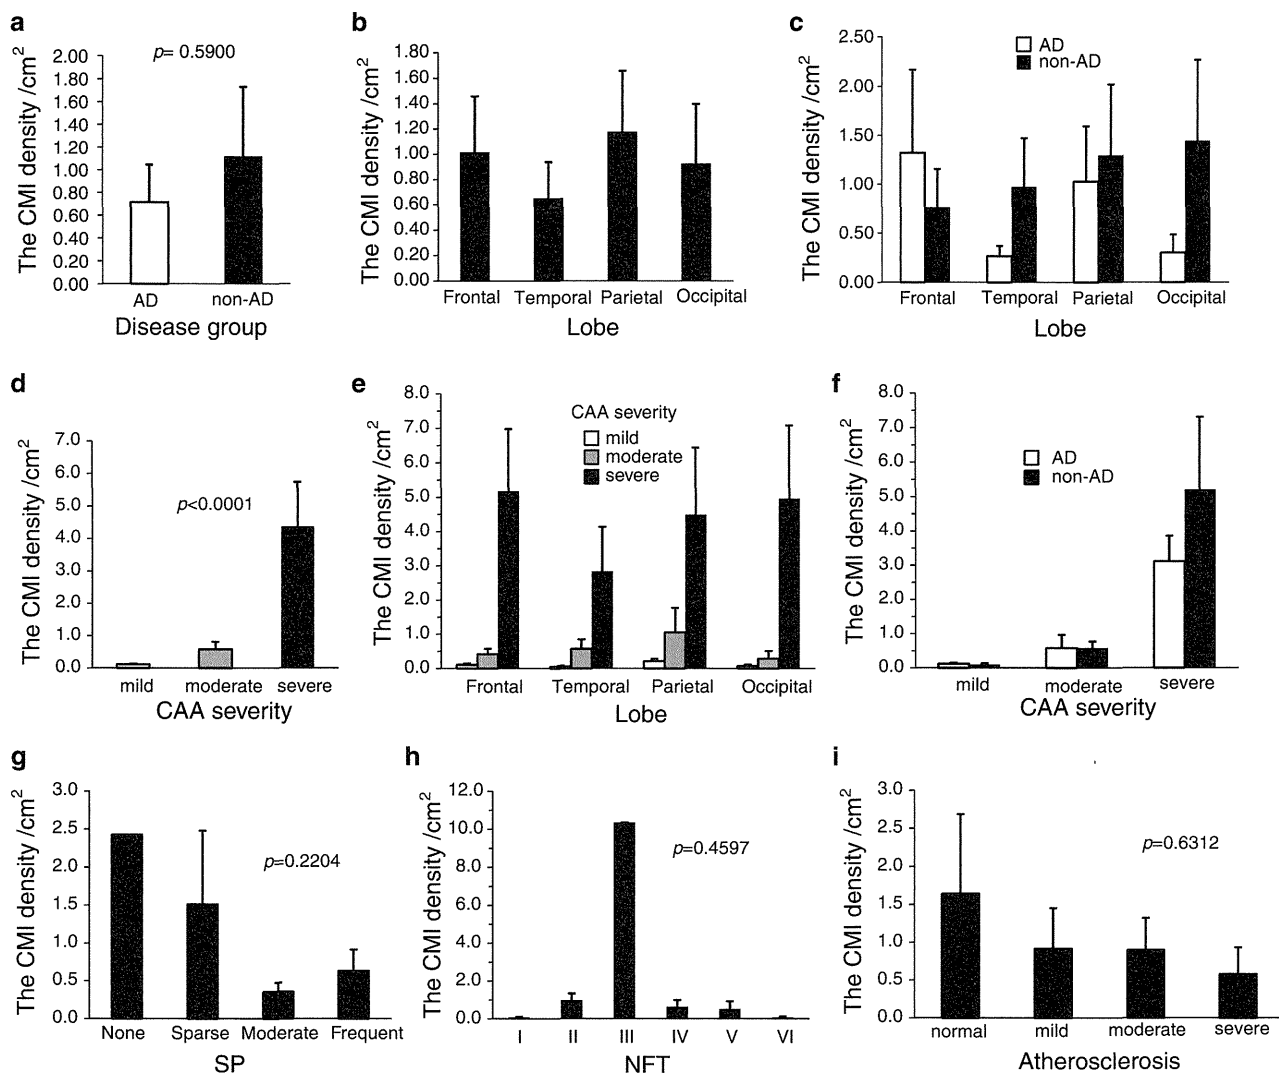 a
p= 0.5900
The CMI density /cm2
2.00
1.80
1.60
1.40
1.20
1.00
0.80
0.60
0.40
0.20
0.00
AD non-AD
Disease group
b
The CMI density /cm2
1.80
1.60
1.40
1.20
1.00
0.80
0.60
0.40
0.20
0.00
Frontal Temporal Parietal Occipital
Lobe
c
AD
non-AD
The CMI density /cm2
2.50
2.00
1.50
1.00
0.50
0.00
Frontal Temporal Parietal Occipital
Lobe
d
p<0.0001
The CMI density /cm2
7.0
6.0
5.0
4.0
3.0
2.0
1.0
0.0
mild moderate severe
CAA severity
e
CAA severity
mild
moderate
severe
The CMI density /cm2
8.0
7.0
6.0
5.0
4.0
3.0
2.0
1.0
0.0
Frontal Temporal Parietal Occipital
Lobe
f
AD
non-AD
The CMI density /cm2
8.0
7.0
6.0
5.0
4.0
3.0
2.0
1.0
0.0
mild moderate severe
CAA severity
g
p=0.2204
The CMI density /cm2
3.0
2.5
2.0
1.5
1.0
0.5
0.0
None Sparse Moderate Frequent
SP
h
p=0.4597
The CMI density /cm2
12.0
10.0
8.0
6.0
4.0
2.0
0.0
I II III IV V VI
NFT
i
p=0.6312
The CMI density /cm2
3.0
2.5
2.0
1.5
1.0
0.5
0.0
normal mild moderate severe
Atherosclerosis